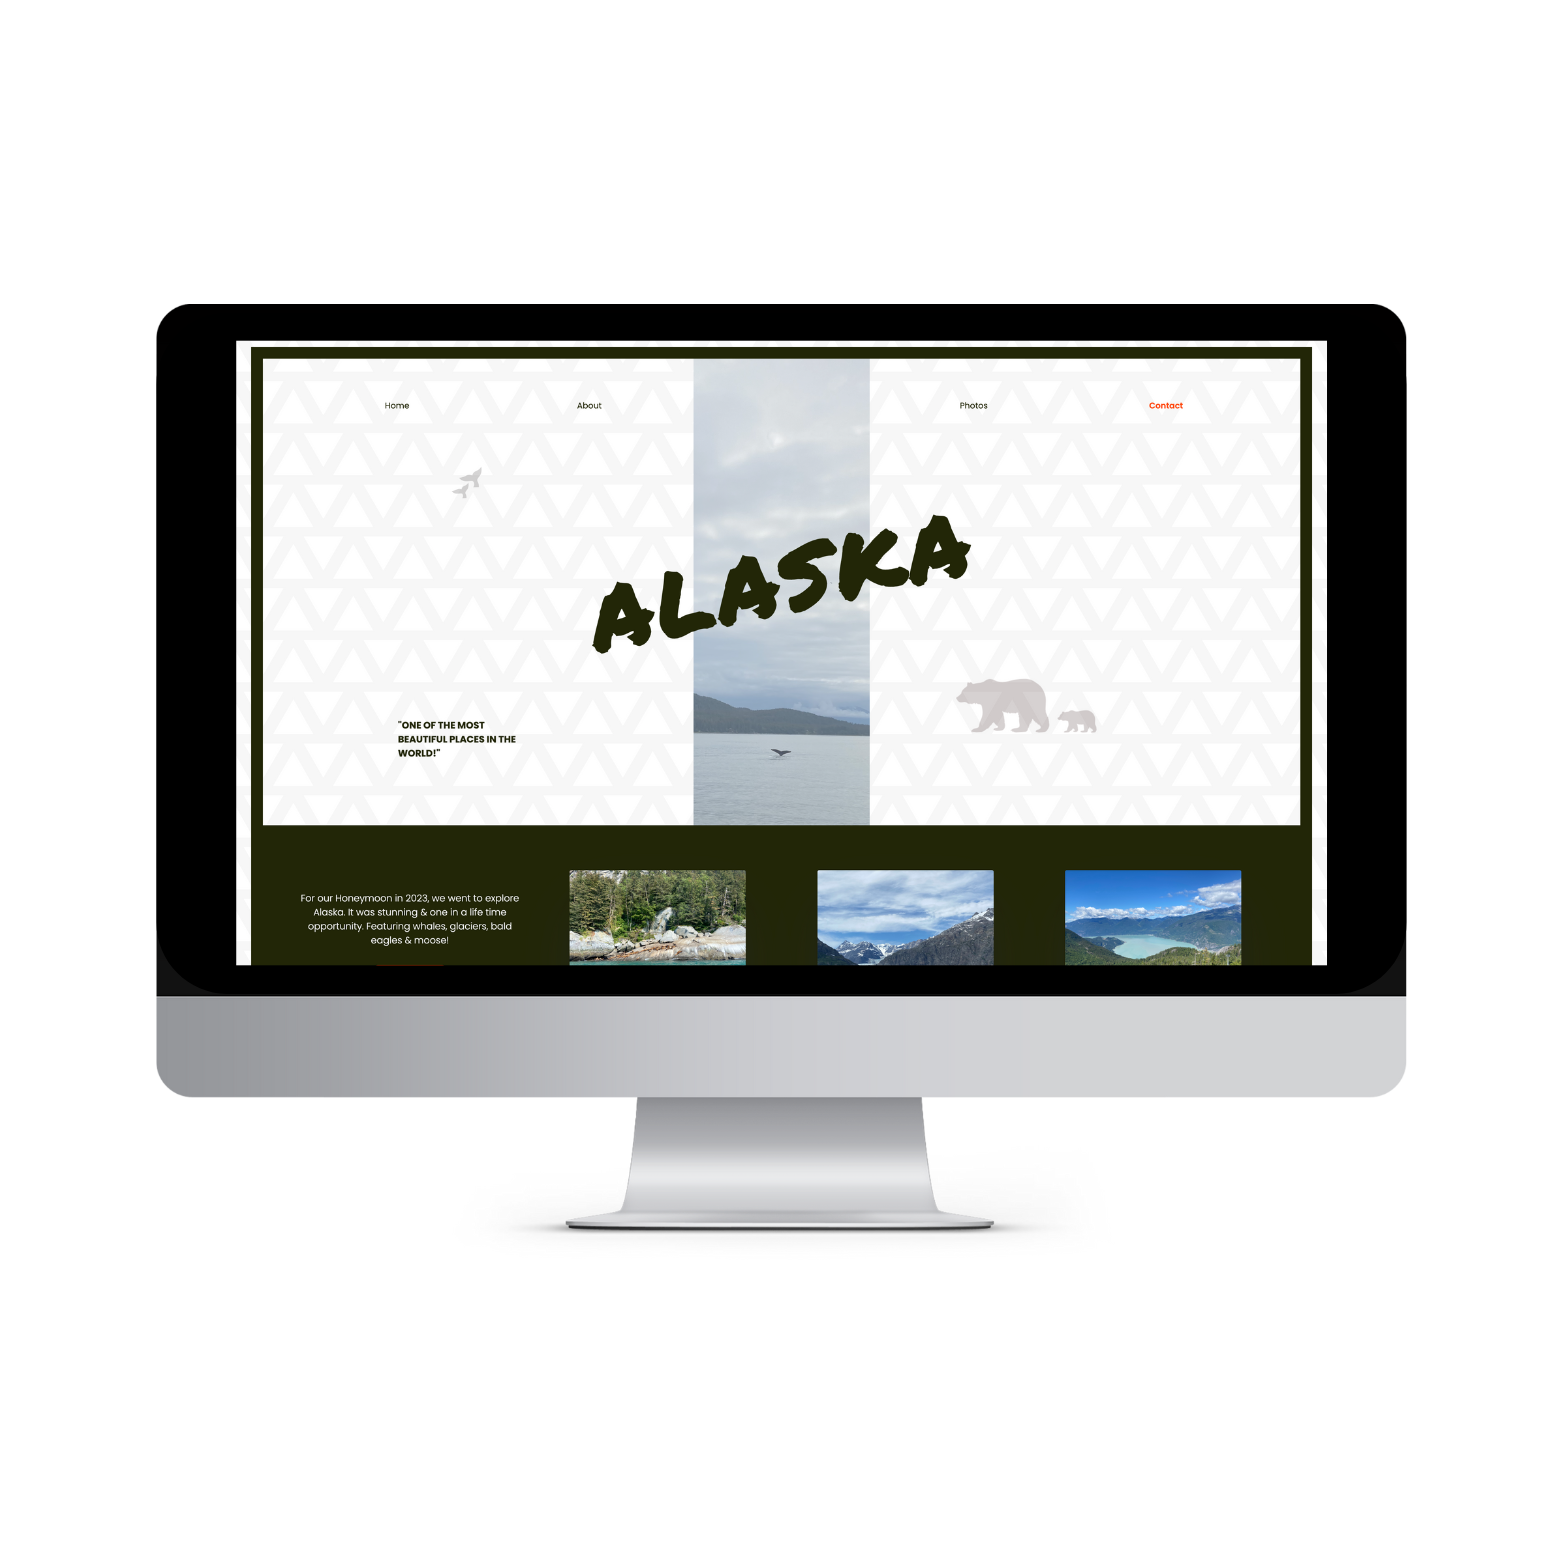 Home
About
Photos
Contact
ALASKA
"ONE OF THE MOST
BEAUTIFUL PLACES IN THE
WORLD!"
For our Honeymoon in 2023, we went to explore
Alaska. It was stunning & one in a life time
opportunity. Featuring whales, glaciers, bald
eagles & moose!